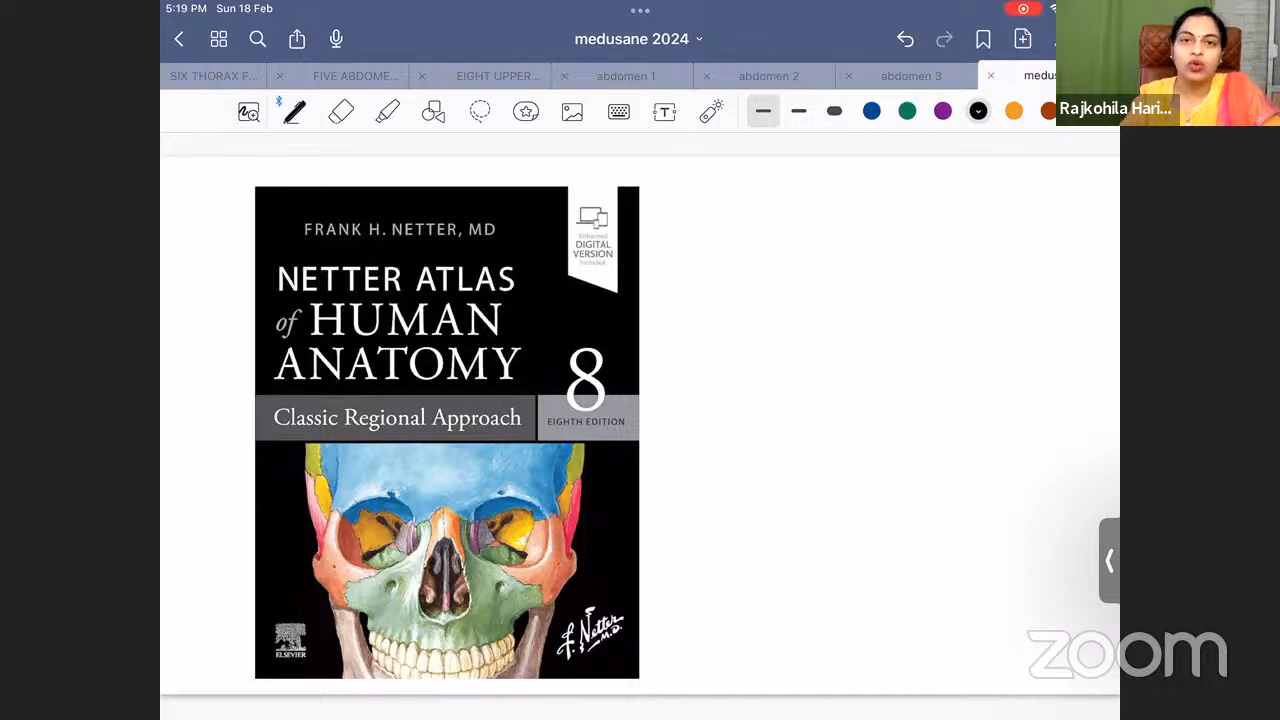 5:19 PM Sun 18 Feb
medusane 2024
SIX THORAX F...
FIVE ABDOME...
EIGHT UPPER...
abdomen 1
abdomen 2
abdomen 3
medus
T
Rajkohila Hari...
FRANK H. NETTER, MD
Enhanced
DIGITAL
VERSION
Included
NETTER ATLAS
of HUMAN
ANATOMY
8
Classic Regional Approach
EIGHTH EDITION
F. Netter
M.D.
ELSEVIER
zoom